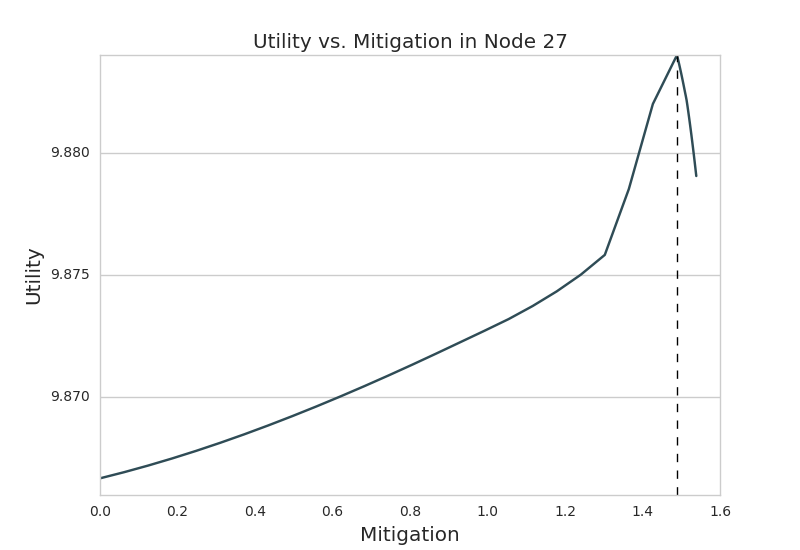 Utility vs. Mitigation in Node 27
Utility
9.880
9.875
9.870
0.0 0.2 0.4 0.6 0.8 1.0 1.2 1.4 1.6
Mitigation